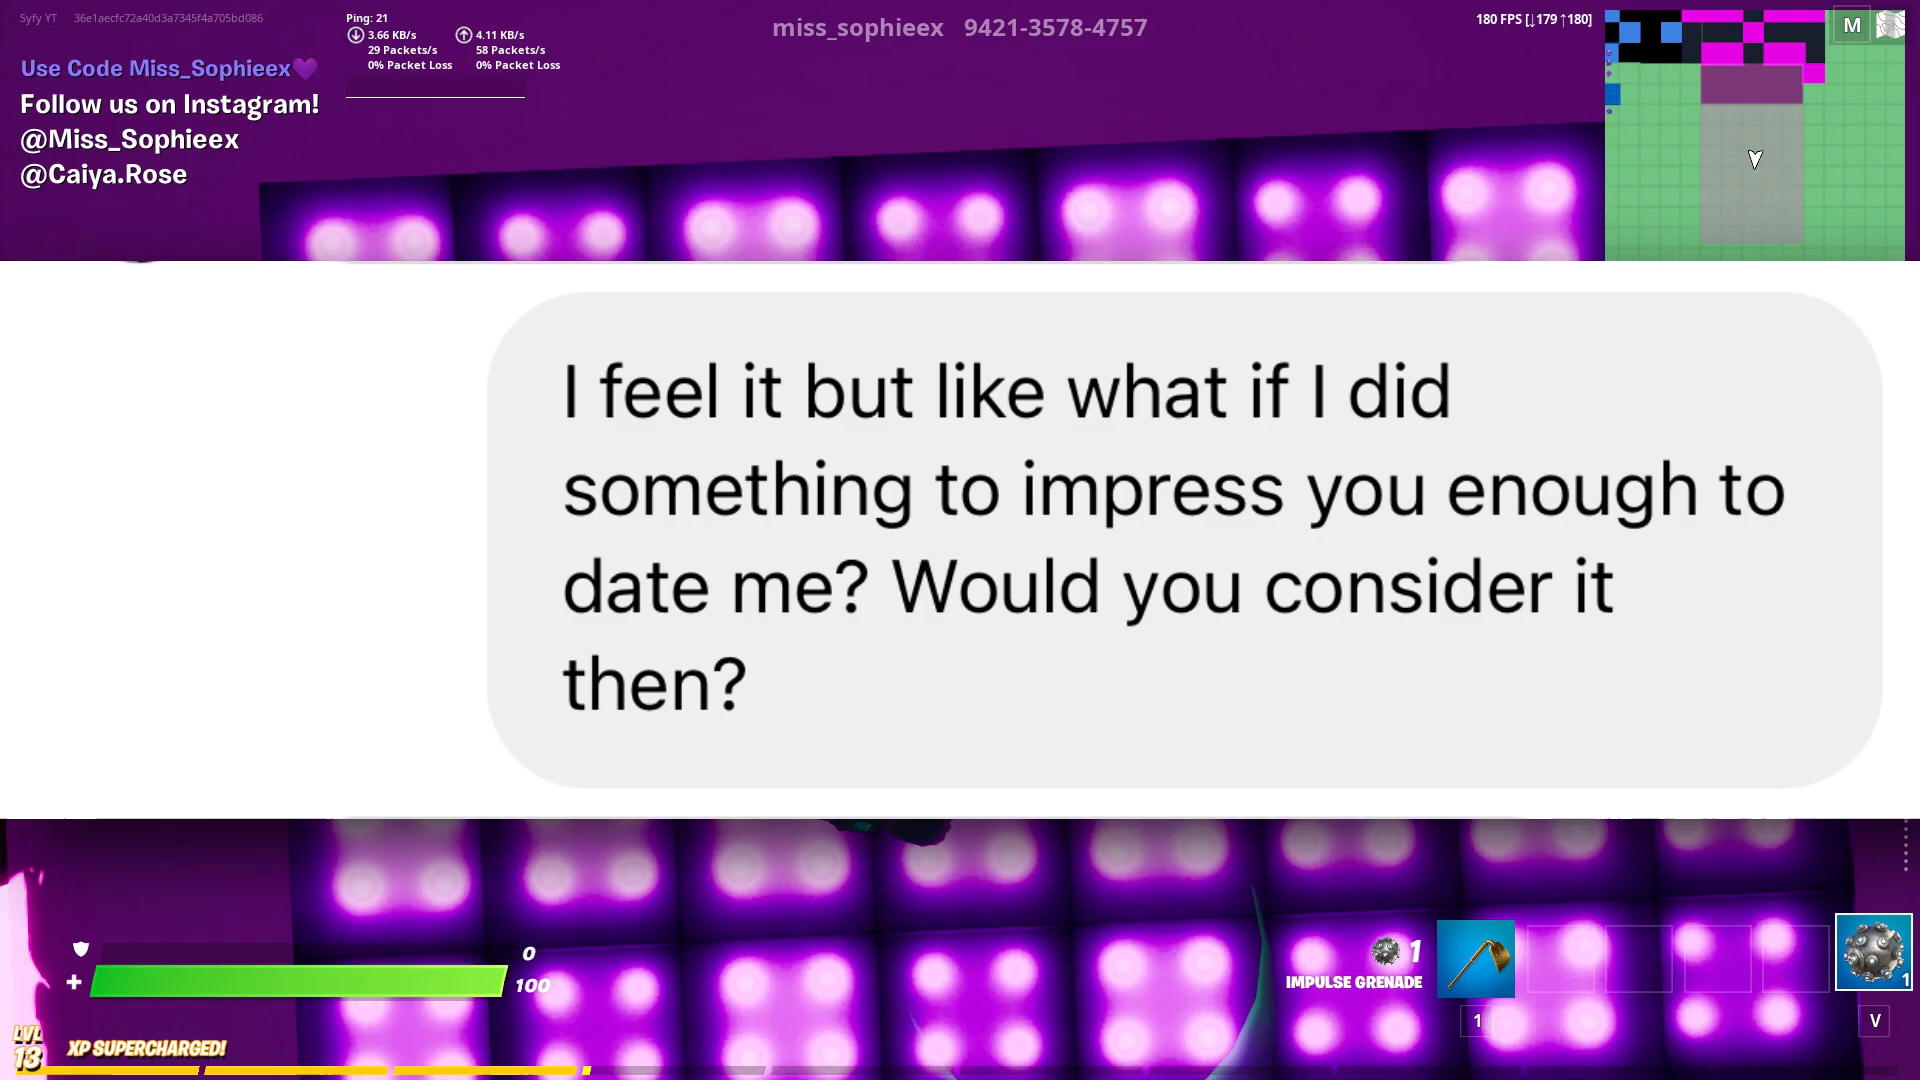 Syfy YT 36e1aecfc72a40d3a7345f4a705bd086
Ping: 21
3.66 KB/s 4.11 KB/s
29 Packets/s 58 Packets/s
0% Packet Loss 0% Packet Loss
miss_sophieex 9421-3578-4757
180 FPS [↓179 ↑180]
M
Use Code Miss_Sophieex💜
Follow us on Instagram!
@Miss_Sophieex
@Caiya.Rose
I feel it but like what if I did
something to impress you enough to
date me? Would you consider it
then?
0
100
LVL
13
XP SUPERCHARGED!
1
IMPULSE GRENADE
1
1
V